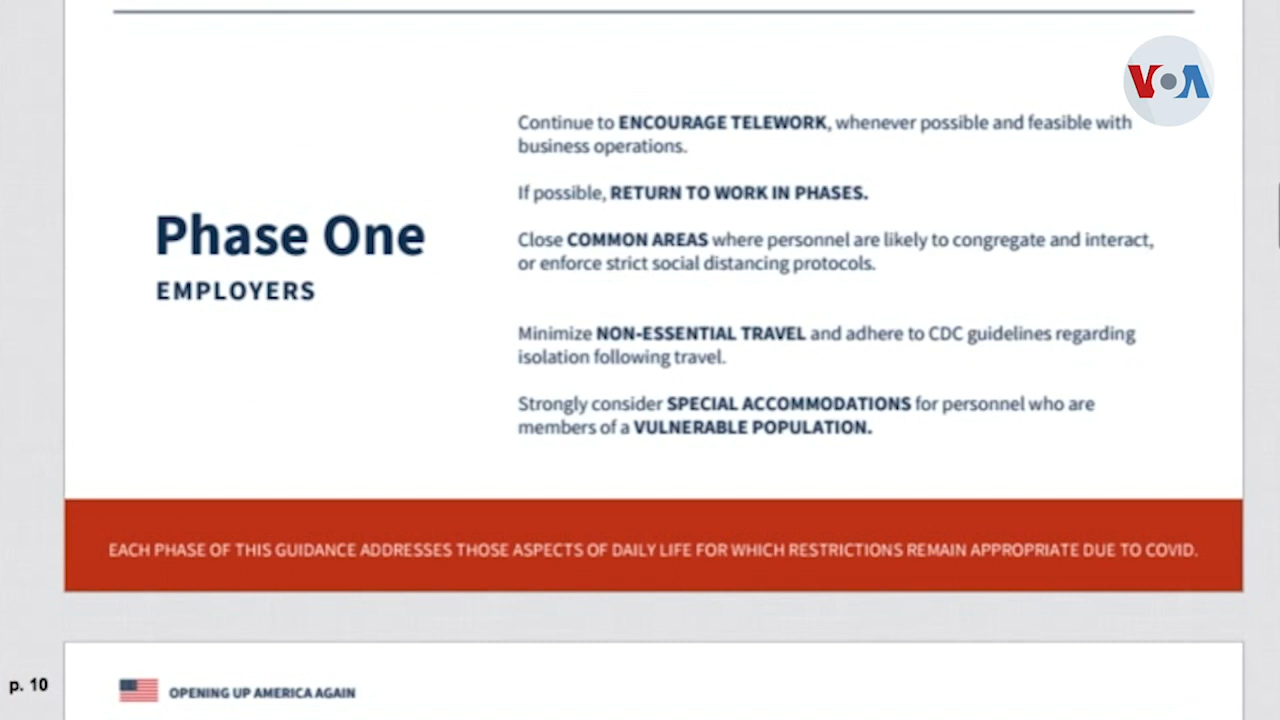 VOA
Continue to ENCOURAGE TELEWORK, whenever possible and feasible with
business operations.
If possible, RETURN TO WORK IN PHASES.
Close COMMON AREAS where personnel are likely to congregate and interact,
or enforce strict social distancing protocols.
Phase One
EMPLOYERS
Minimize NON-ESSENTIAL TRAVEL and adhere to CDC guidelines regarding
isolation following travel.
Strongly consider SPECIAL ACCOMMODATIONS for personnel who are
members of a VULNERABLE POPULATION.
EACH PHASE OF THIS GUIDANCE ADDRESSES THOSE ASPECTS OF DAILY LIFE FOR WHICH RESTRICTIONS REMAIN APPROPRIATE DUE TO COVID.
p. 10
OPENING UP AMERICA AGAIN